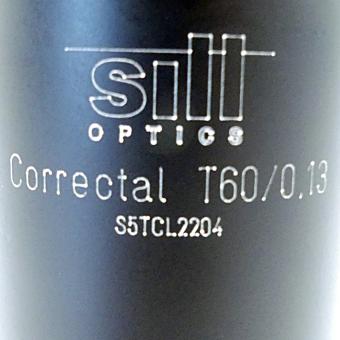 sill
OPTICS
Correctal T60/0.13
S5TCL2204